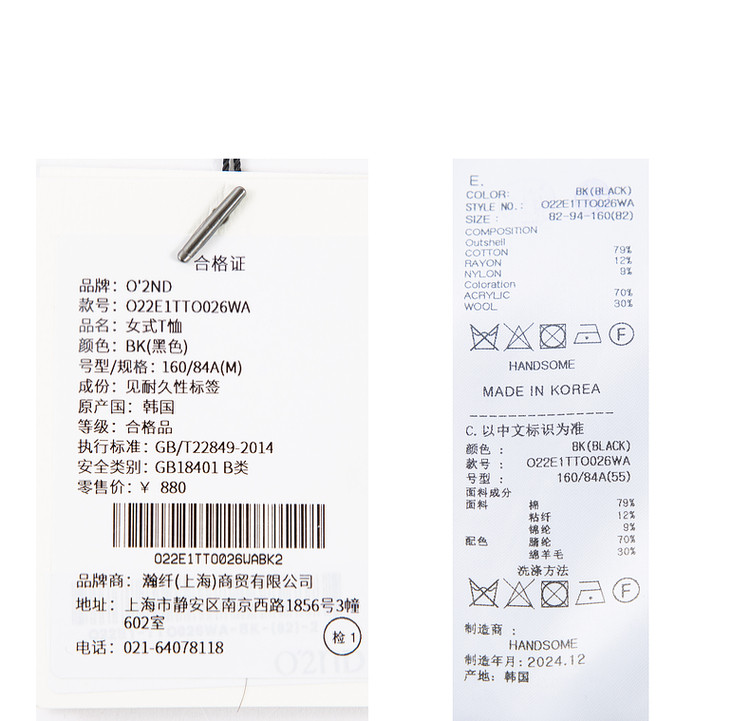 合格证
品牌：O'2ND
款号：O22E1TTO026WA
品名：女式T恤
颜色：BK(黑色)
号型/规格：160/84A(M)
成份：见耐久性标签
原产国：韩国
等级：合格品
执行标准：GB/T22849-2014
安全类别：GB18401 B类
零售价：¥ 880
O22E1TTO026WABK2
品牌商：瀚纤(上海)商贸有限公司
地址：上海市静安区南京西路1856号3幢
602室
电话：021-64078118
检 1
O'2ND
E.
COLOR: BK(BLACK)
STYLE NO.: O22E1TTO026WA
SIZE : 82-94-160(82)
COMPOSITION
Outshell
COTTON 79%
RAYON 12%
NYLON 9%
Coloration
ACRYLIC 70%
WOOL 30%
F
HANDSOME
MADE IN KOREA
C. 以中文标识为准
颜色 : BK(BLACK)
款号 : O22E1TTO026WA
号型 : 160/84A(55)
面料成分
面料 棉 79%
粘纤 12%
锦纶 9%
配色 腈纶 70%
绵羊毛 30%
洗涤方法
F
制造商 :
HANDSOME
制造年月: 2024.12
产地: 韩国